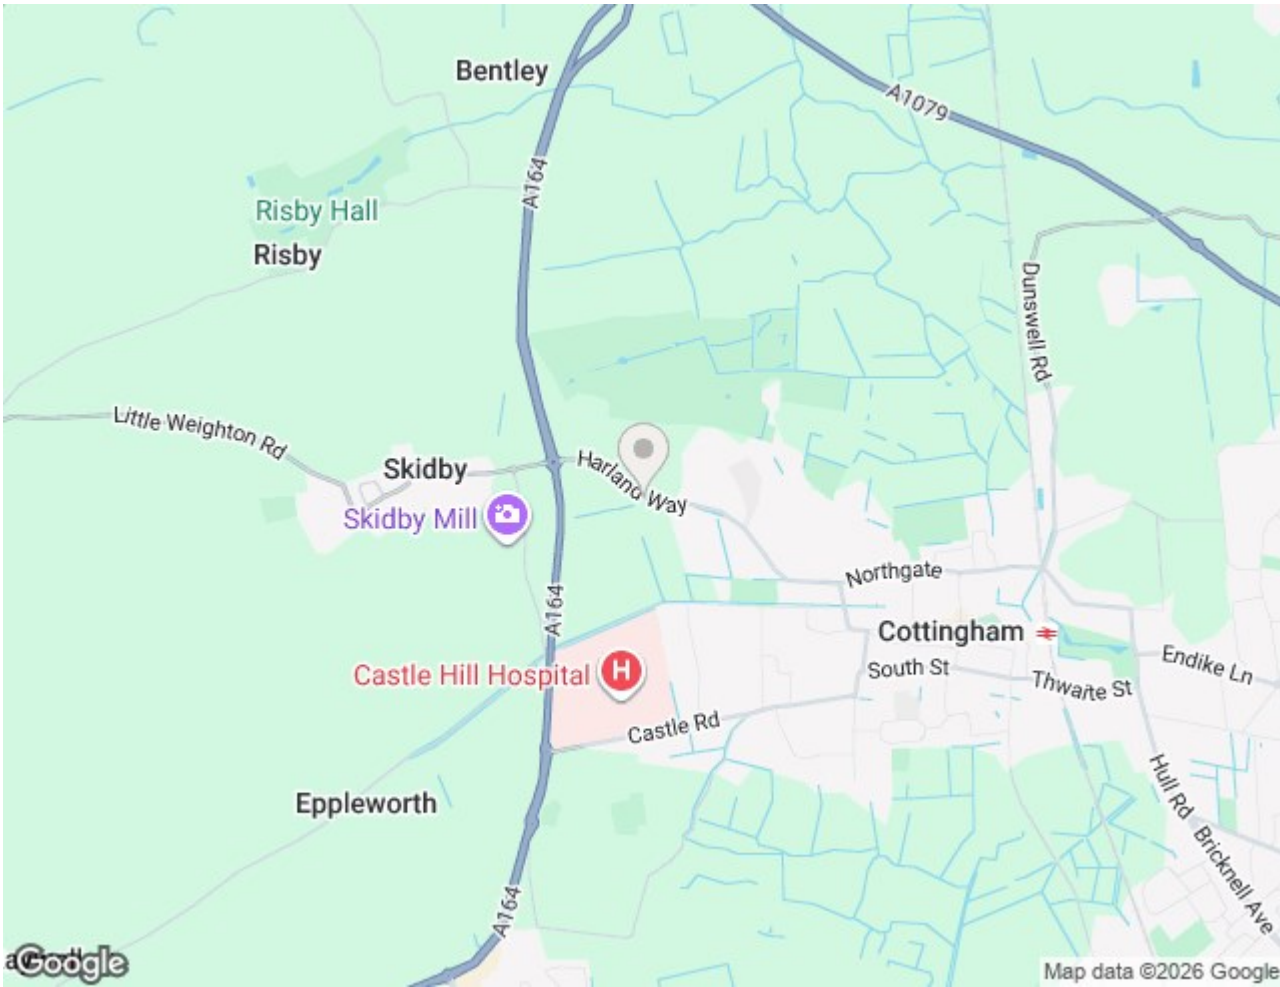 Bentley
A1079
A164
Risby Hall
Risby
Dunswell Rd
Little Weighton Rd
Skidby
Harland Way
Skidby Mill
Northgate
A164
Cottingham
Endike Ln
South St
Thwaite St
Castle Hill Hospital
H
Castle Rd
Hull Rd
Eppleworth
Bricknell Ave
A164
Google
Map data ©2026 Google